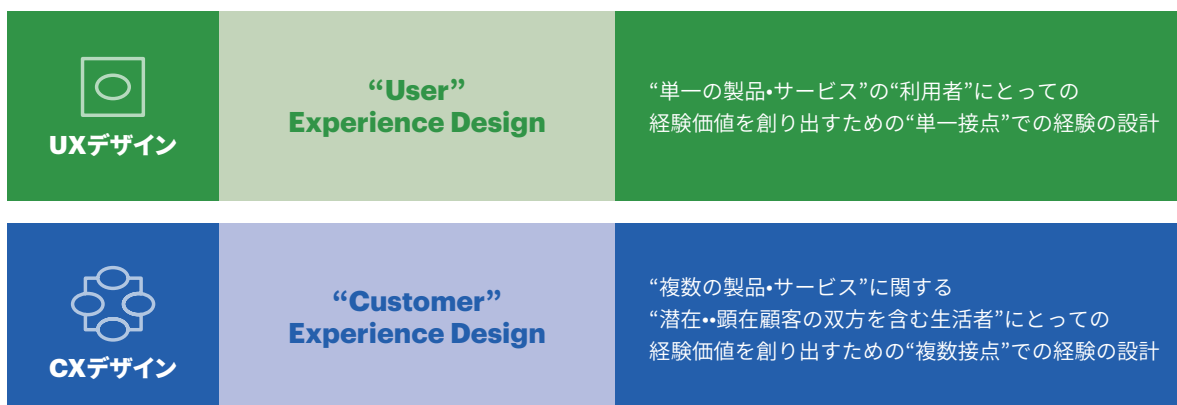 UXデザイン
“User”
Experience Design
“単一の製品•サービス”の“利用者”にとっての
経験価値を創り出すための“単一接点”での経験の設計
CXデザイン
“Customer”
Experience Design
“複数の製品•サービス”に関する
“潜在••顕在顧客の双方を含む生活者”にとっての
経験価値を創り出すための“複数接点”での経験の設計